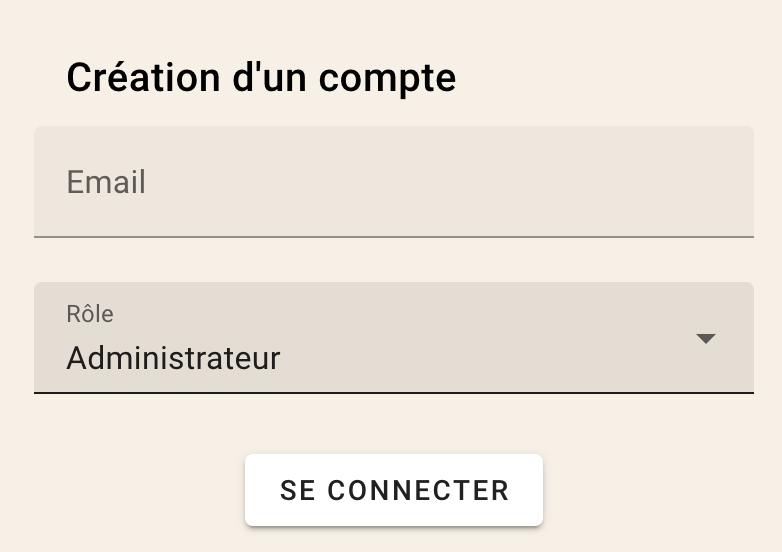 Création d'un compte
Email
Rôle
Administrateur
SE CONNECTER